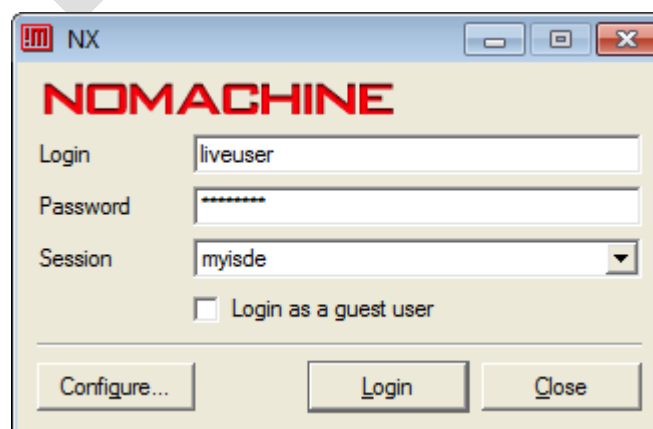 !M NX
NOMACHINE
Login liveuser
Password ********
Session myisde
Login as a guest user
Configure... Login Close